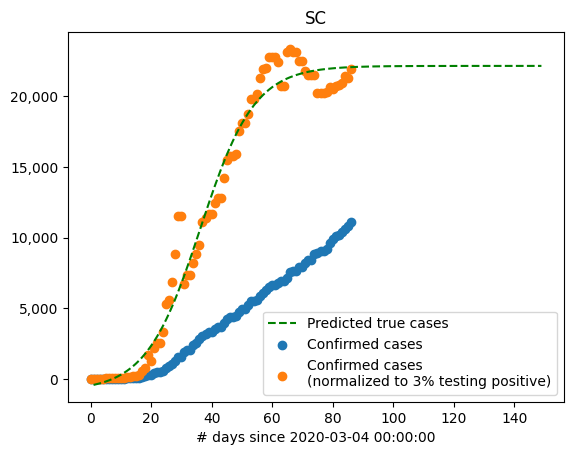 SC
20,000
15,000
10,000
5,000
0
Predicted true cases
Confirmed cases
Confirmed cases
(normalized to 3% testing positive)
0 20 40 60 80 100 120 140
# days since 2020-03-04 00:00:00